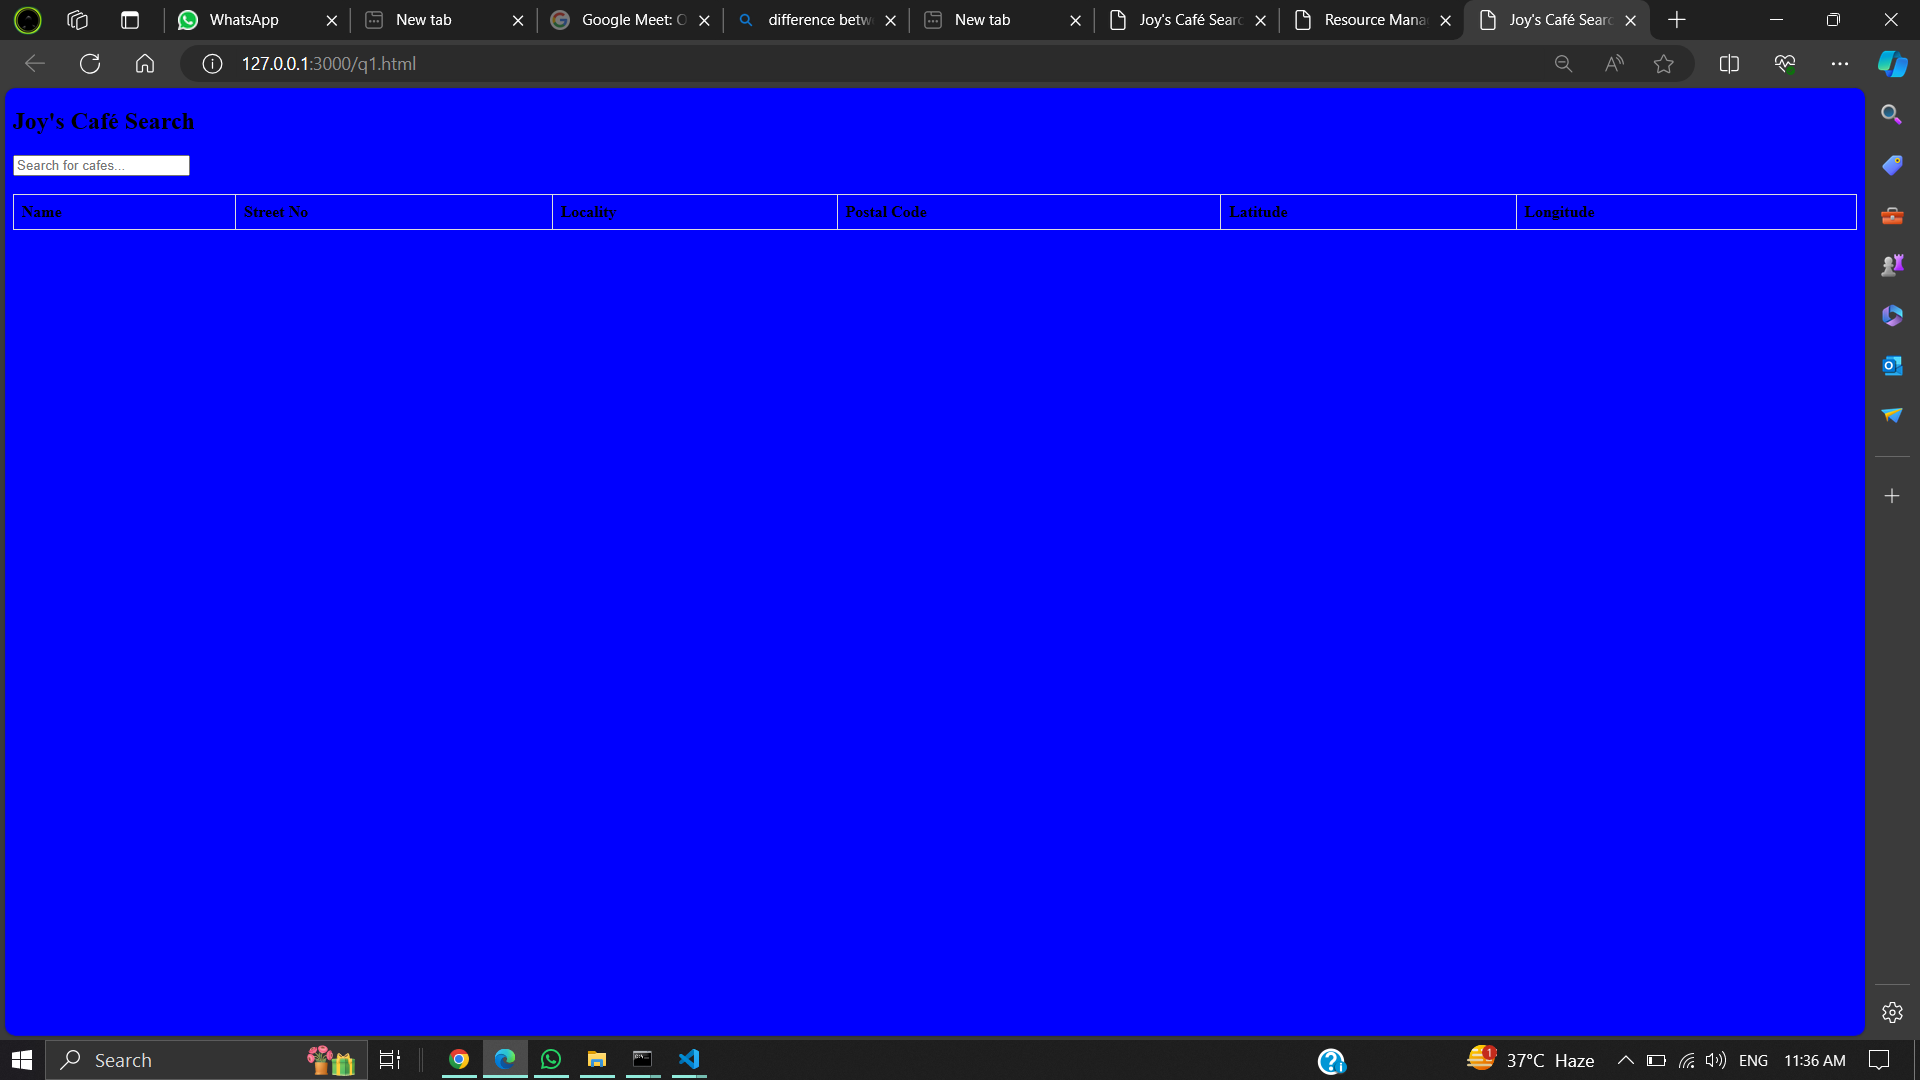 WhatsApp
New tab
Google Meet: O
difference betw
New tab
Joy's Café Searc
Resource Mana
Joy's Café Searc
127.0.0.1:3000/q1.html
Joy's Café Search
Search for cafes...
Name Street No Locality Postal Code Latitude Longitude
Search
1
37°C Haze
ENG
11:36 AM